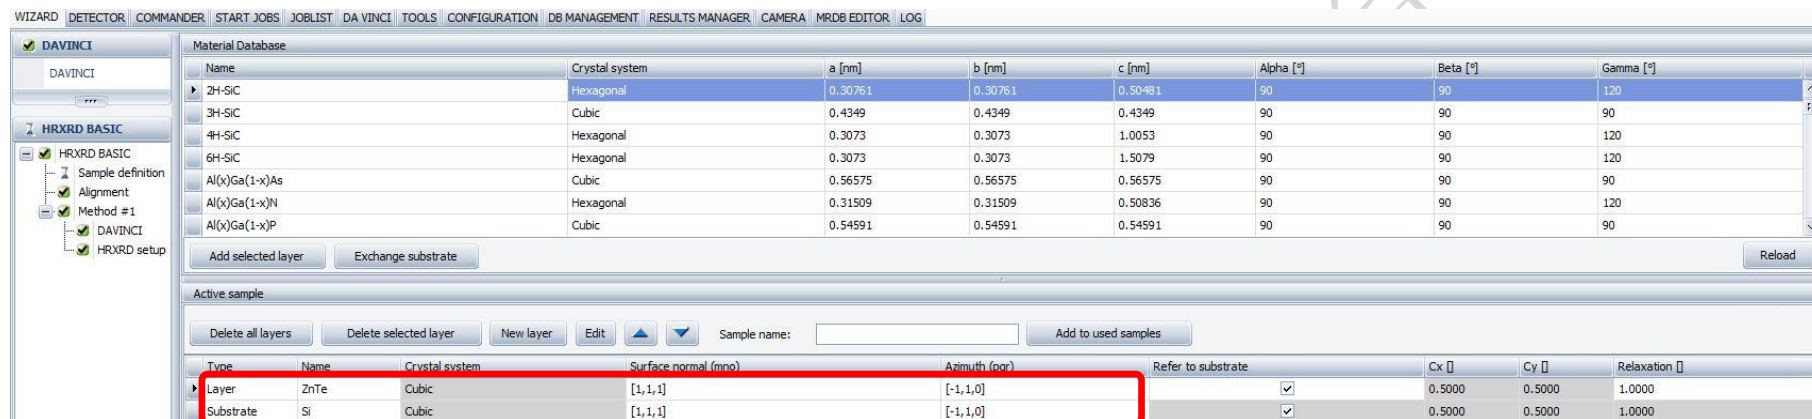 WIZARD DETECTOR COMMANDER START JOBS JOBLIST DA VINCI TOOLS CONFIGURATION DB MANAGEMENT RESULTS MANAGER CAMERA MRDB EDITOR LOG
DAVINCI
DAVINCI
HRXRD BASIC
HRXRD BASIC
Sample definition
Alignment
Method #1
DAVINCI
HRXRD setup
Material Database
Name Crystal system a [nm] b [nm] c [nm] Alpha [°] Beta [°] Gamma [°]
2H-SiC Hexagonal 0.30761 0.30761 0.50481 90 90 120
3H-SiC Cubic 0.4349 0.4349 0.4349 90 90 90
4H-SiC Hexagonal 0.3073 0.3073 1.0053 90 90 120
6H-SiC Hexagonal 0.3073 0.3073 1.5079 90 90 120
Al(x)Ga(1-x)As Cubic 0.56575 0.56575 0.56575 90 90 90
Al(x)Ga(1-x)N Hexagonal 0.31509 0.31509 0.50836 90 90 120
Al(x)Ga(1-x)P Cubic 0.54591 0.54591 0.54591 90 90 90
Add selected layer Exchange substrate Reload
Active sample
Delete all layers Delete selected layer New layer Edit Sample name: Add to used samples
Type Name Crystal system Surface normal (mno) Azimuth (pqr) Refer to substrate Cx [] Cy [] Relaxation []
Layer ZnTe Cubic [1,1,1] [-1,1,0] 0.5000 0.5000 1.0000
Substrate Si Cubic [1,1,1] [-1,1,0] 0.5000 0.5000 1.0000